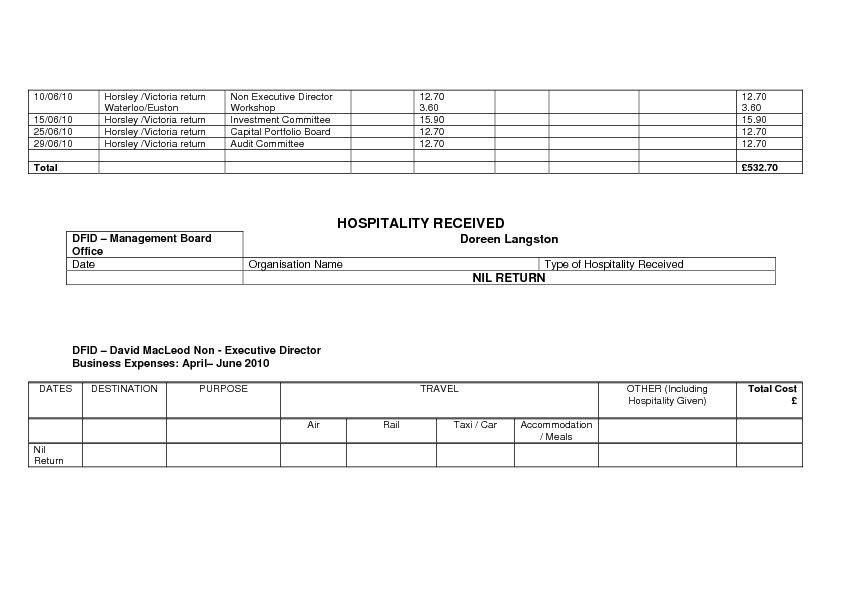 10/06/10 Horsley /Victoria return Non Executive Director 12.70 12.70
Waterloo/Euston Workshop 3.60 3.60
15/06/10 Horsley /Victoria return Investment Committee 15.90 15.90
25/06/10 Horsley /Victoria return Capital Portfolio Board 12.70 12.70
29/06/10 Horsley /Victoria return Audit Committee 12.70 12.70
Total £532.70
HOSPITALITY RECEIVED
DFID – Management Board Doreen Langston
Office
Date Organisation Name Type of Hospitality Received
NIL RETURN
DFID – David MacLeod Non - Executive Director
Business Expenses: April– June 2010
DATES DESTINATION PURPOSE TRAVEL OTHER (Including Total Cost
Hospitality Given) £
Air Rail Taxi / Car Accommodation
/ Meals
Nil
Return